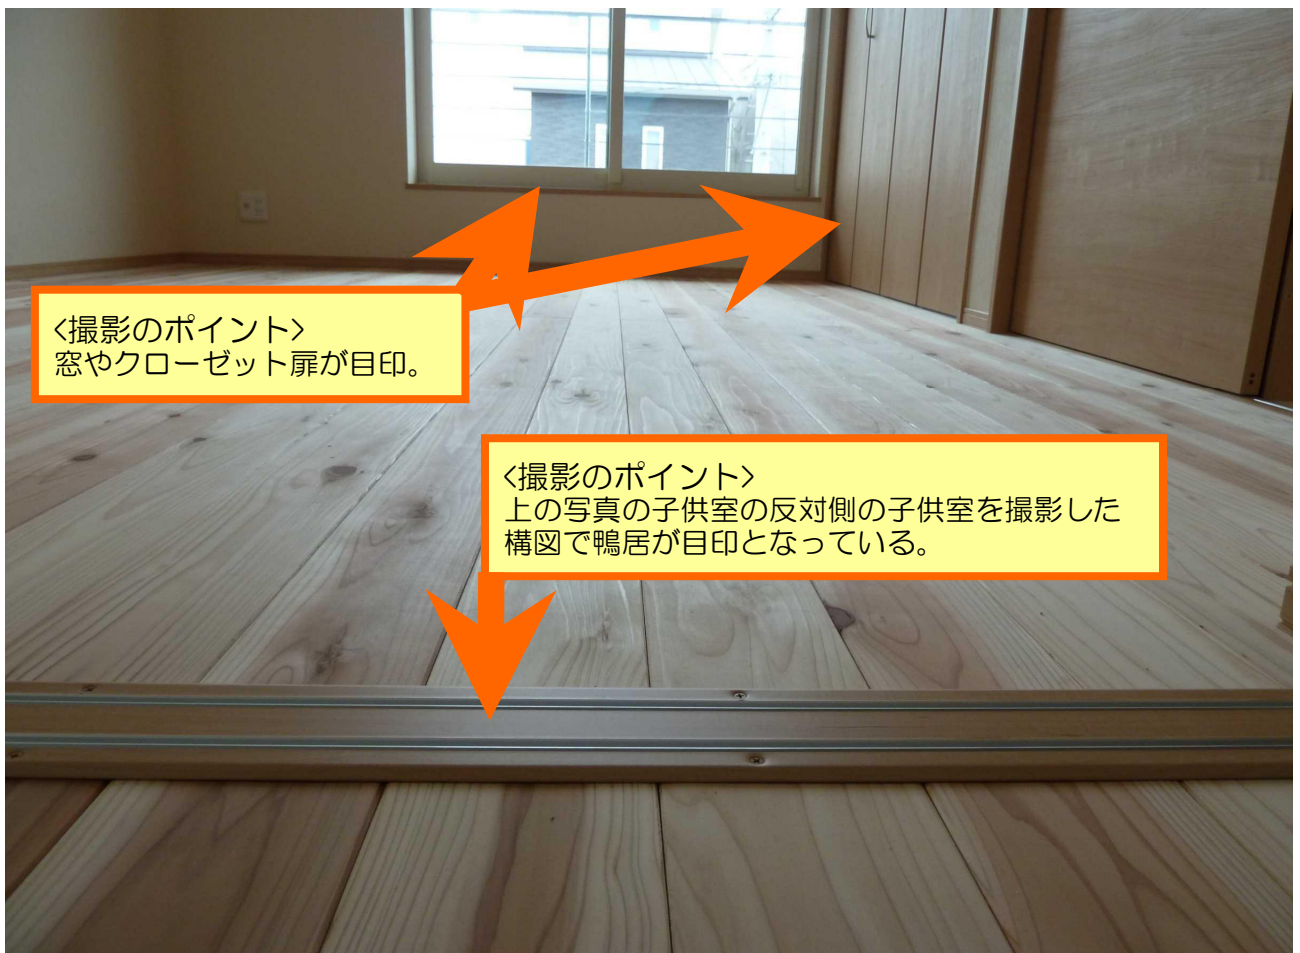 <撮影のポイント>
窓やクローゼット扉が目印。
<撮影のポイント>
上の写真の子供室の反対側の子供室を撮影した
構図で鴨居が目印となっている。